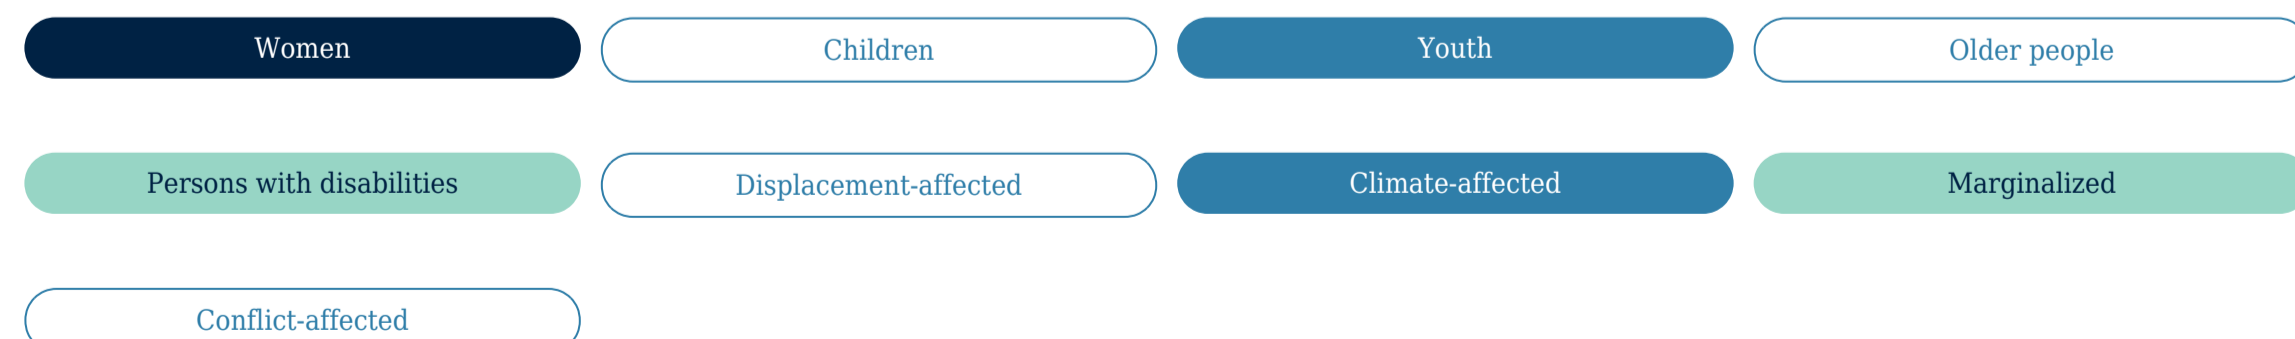 Women
Children
Youth
Older people
Persons with disabilities
Displacement-affected
Climate-affected
Marginalized
Conflict-affected